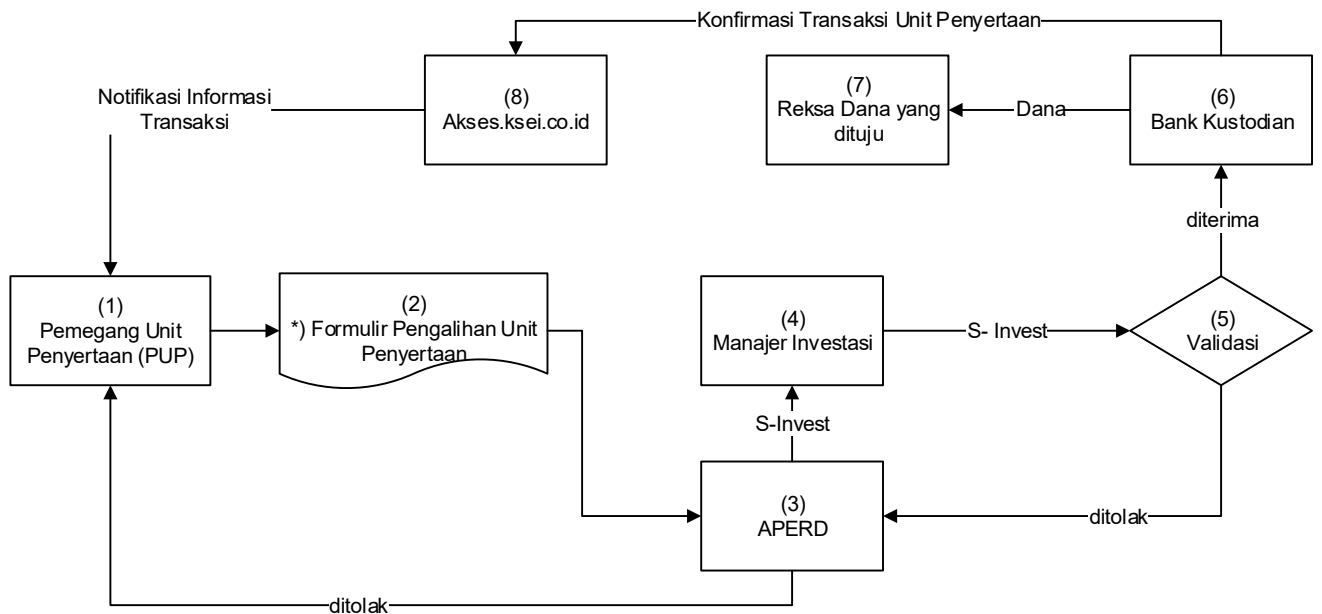 Konfirmasi Transaksi Unit Penyertaan
Notifikasi Informasi
Transaksi
(8)
Akses.ksei.co.id
(7)
Reksa Dana yang
dituju
Dana
(6)
Bank Kustodian
diterima
(1)
Pemegang Unit
Penyertaan (PUP)
(2)
*) Formulir Pengalihan Unit
Penyertaan
(4)
Manajer Investasi
S- Invest
(5)
Validasi
S-Invest
(3)
APERD
ditolak
ditolak